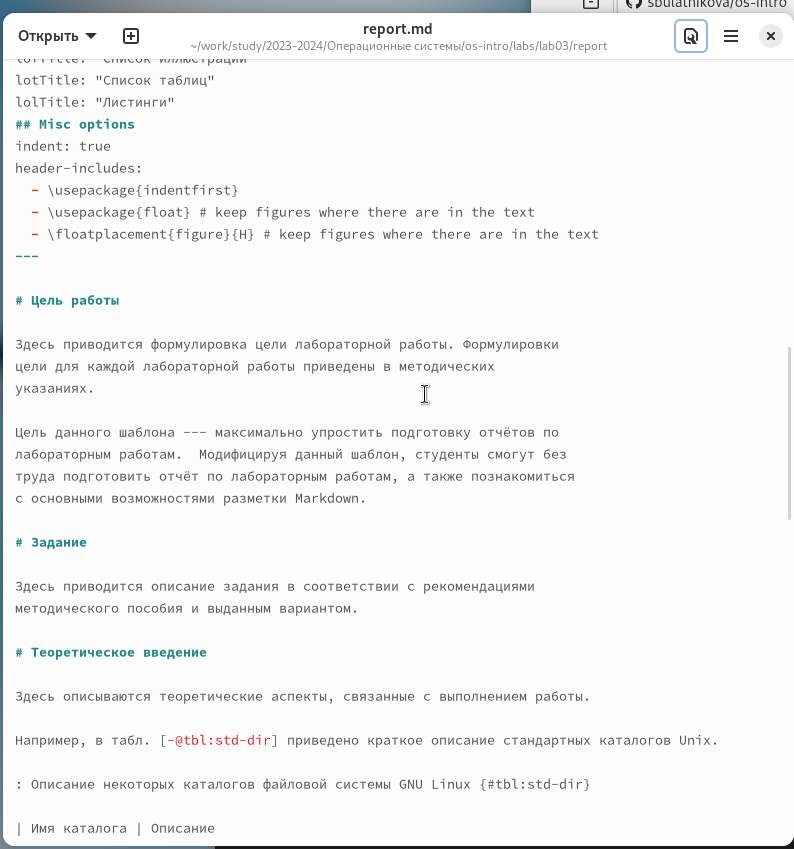 sbulatnikova/os-intro
Открыть
report.md
~/work/study/2023-2024/Операционные системы/os-intro/labs/lab03/report
lofTitle: "Список иллюстраций"
lotTitle: "Список таблиц"
lolTitle: "Листинги"
## Misc options
indent: true
header-includes:
- \usepackage{indentfirst}
- \usepackage{float} # keep figures where there are in the text
- \floatplacement{figure}{H} # keep figures where there are in the text
---
# Цель работы
Здесь приводится формулировка цели лабораторной работы. Формулировки
цели для каждой лабораторной работы приведены в методических
указаниях.
Цель данного шаблона --- максимально упростить подготовку отчётов по
лабораторным работам.  Модифицируя данный шаблон, студенты смогут без
труда подготовить отчёт по лабораторным работам, а также познакомиться
с основными возможностями разметки Markdown.
# Задание
Здесь приводится описание задания в соответствии с рекомендациями
методического пособия и выданным вариантом.
# Теоретическое введение
Здесь описываются теоретические аспекты, связанные с выполнением работы.
Например, в табл. [-@tbl:std-dir] приведено краткое описание стандартных каталогов Unix.
: Описание некоторых каталогов файловой системы GNU Linux {#tbl:std-dir}
| Имя каталога | Описание